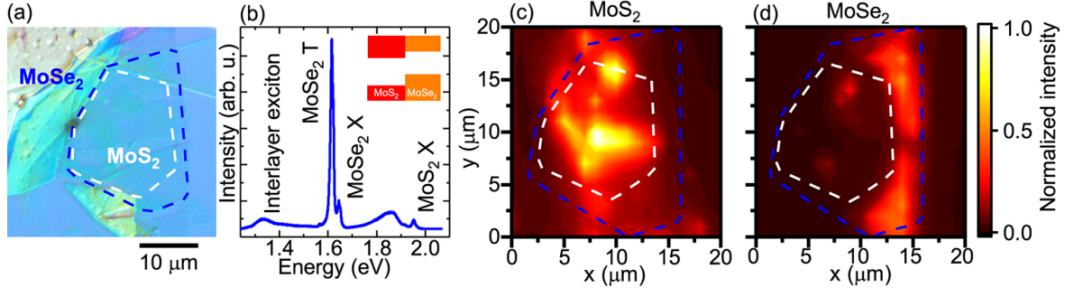 (a)
MoSe₂
MoS₂
10 μm
(b)
Intensity (arb. u.)
Interlayer exciton
MoSe₂ T
MoSe₂ X
MoS₂ X
MoS₂
MoSe₂
1.4
1.6
1.8
2.0
Energy (eV)
(c)
MoS₂
20
15
10
5
0
y (μm)
0
5
10
15
20
x (μm)
(d)
MoSe₂
0
5
10
15
20
x (μm)
1.0
0.5
0.0
Normalized intensity